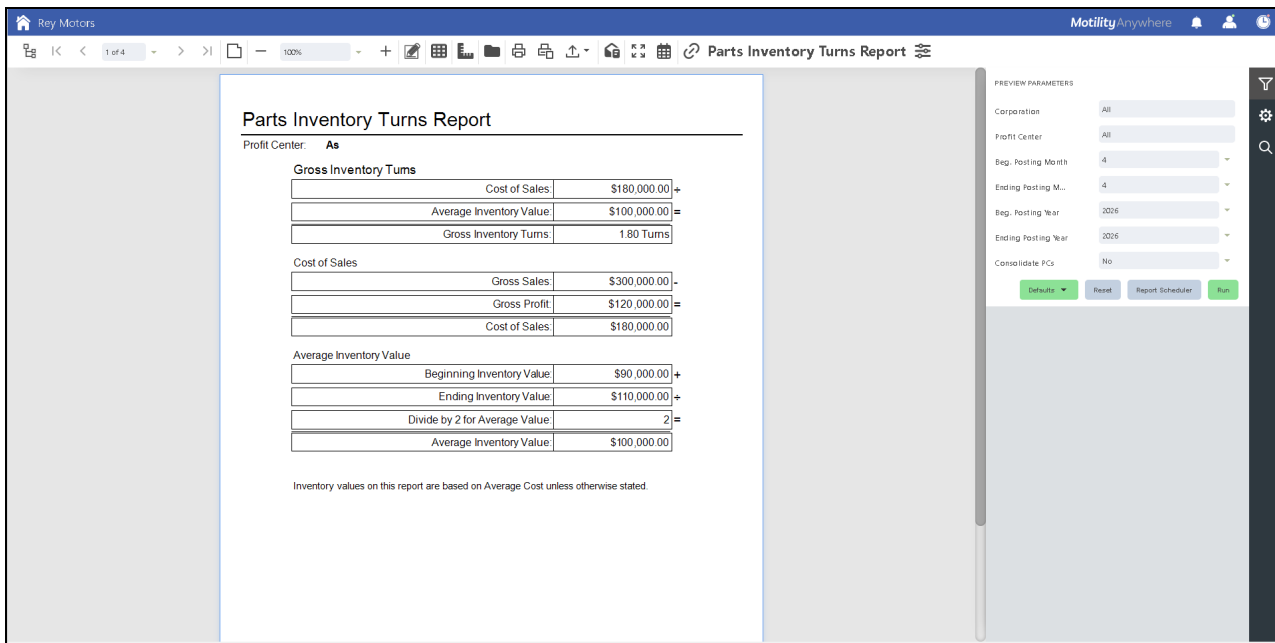 Rey Motors
MotilityAnywhere
1 of 4
100%
Parts Inventory Turns Report
Parts Inventory Turns Report
Profit Center: As
Gross Inventory Turns
Cost of Sales: $180,000.00 ÷
Average Inventory Value: $100,000.00 =
Gross Inventory Turns: 1.80 Turns
Cost of Sales
Gross Sales: $300,000.00 -
Gross Profit: $120,000.00 =
Cost of Sales: $180,000.00
Average Inventory Value
Beginning Inventory Value: $90,000.00 +
Ending Inventory Value: $110,000.00 ÷
Divide by 2 for Average Value: 2 =
Average Inventory Value: $100,000.00
Inventory values on this report are based on Average Cost unless otherwise stated.
PREVIEW PARAMETERS
Corporation All
Profit Center All
Beg. Posting Month 4
Ending Posting M... 4
Beg. Posting Year 2026
Ending Posting Year 2026
Consolidate PCs No
Defaults Reset Report Scheduler Run